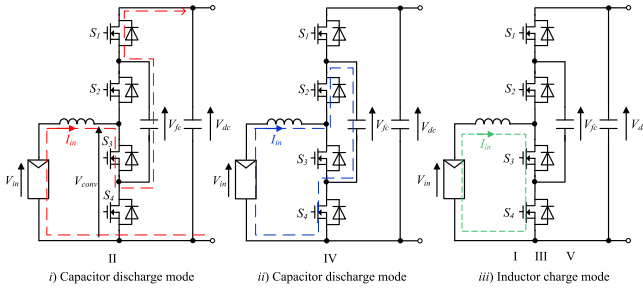 S1
S2
S3
S4
Iin
Vin
Vconv
Vfc
Vdc
II
i) Capacitor discharge mode
S1
S2
S3
S4
Iin
Vin
Vfc
Vdc
IV
ii) Capacitor discharge mode
S1
S2
S3
S4
Iin
Vin
Vfc
Vdc
I III V
iii) Inductor charge mode